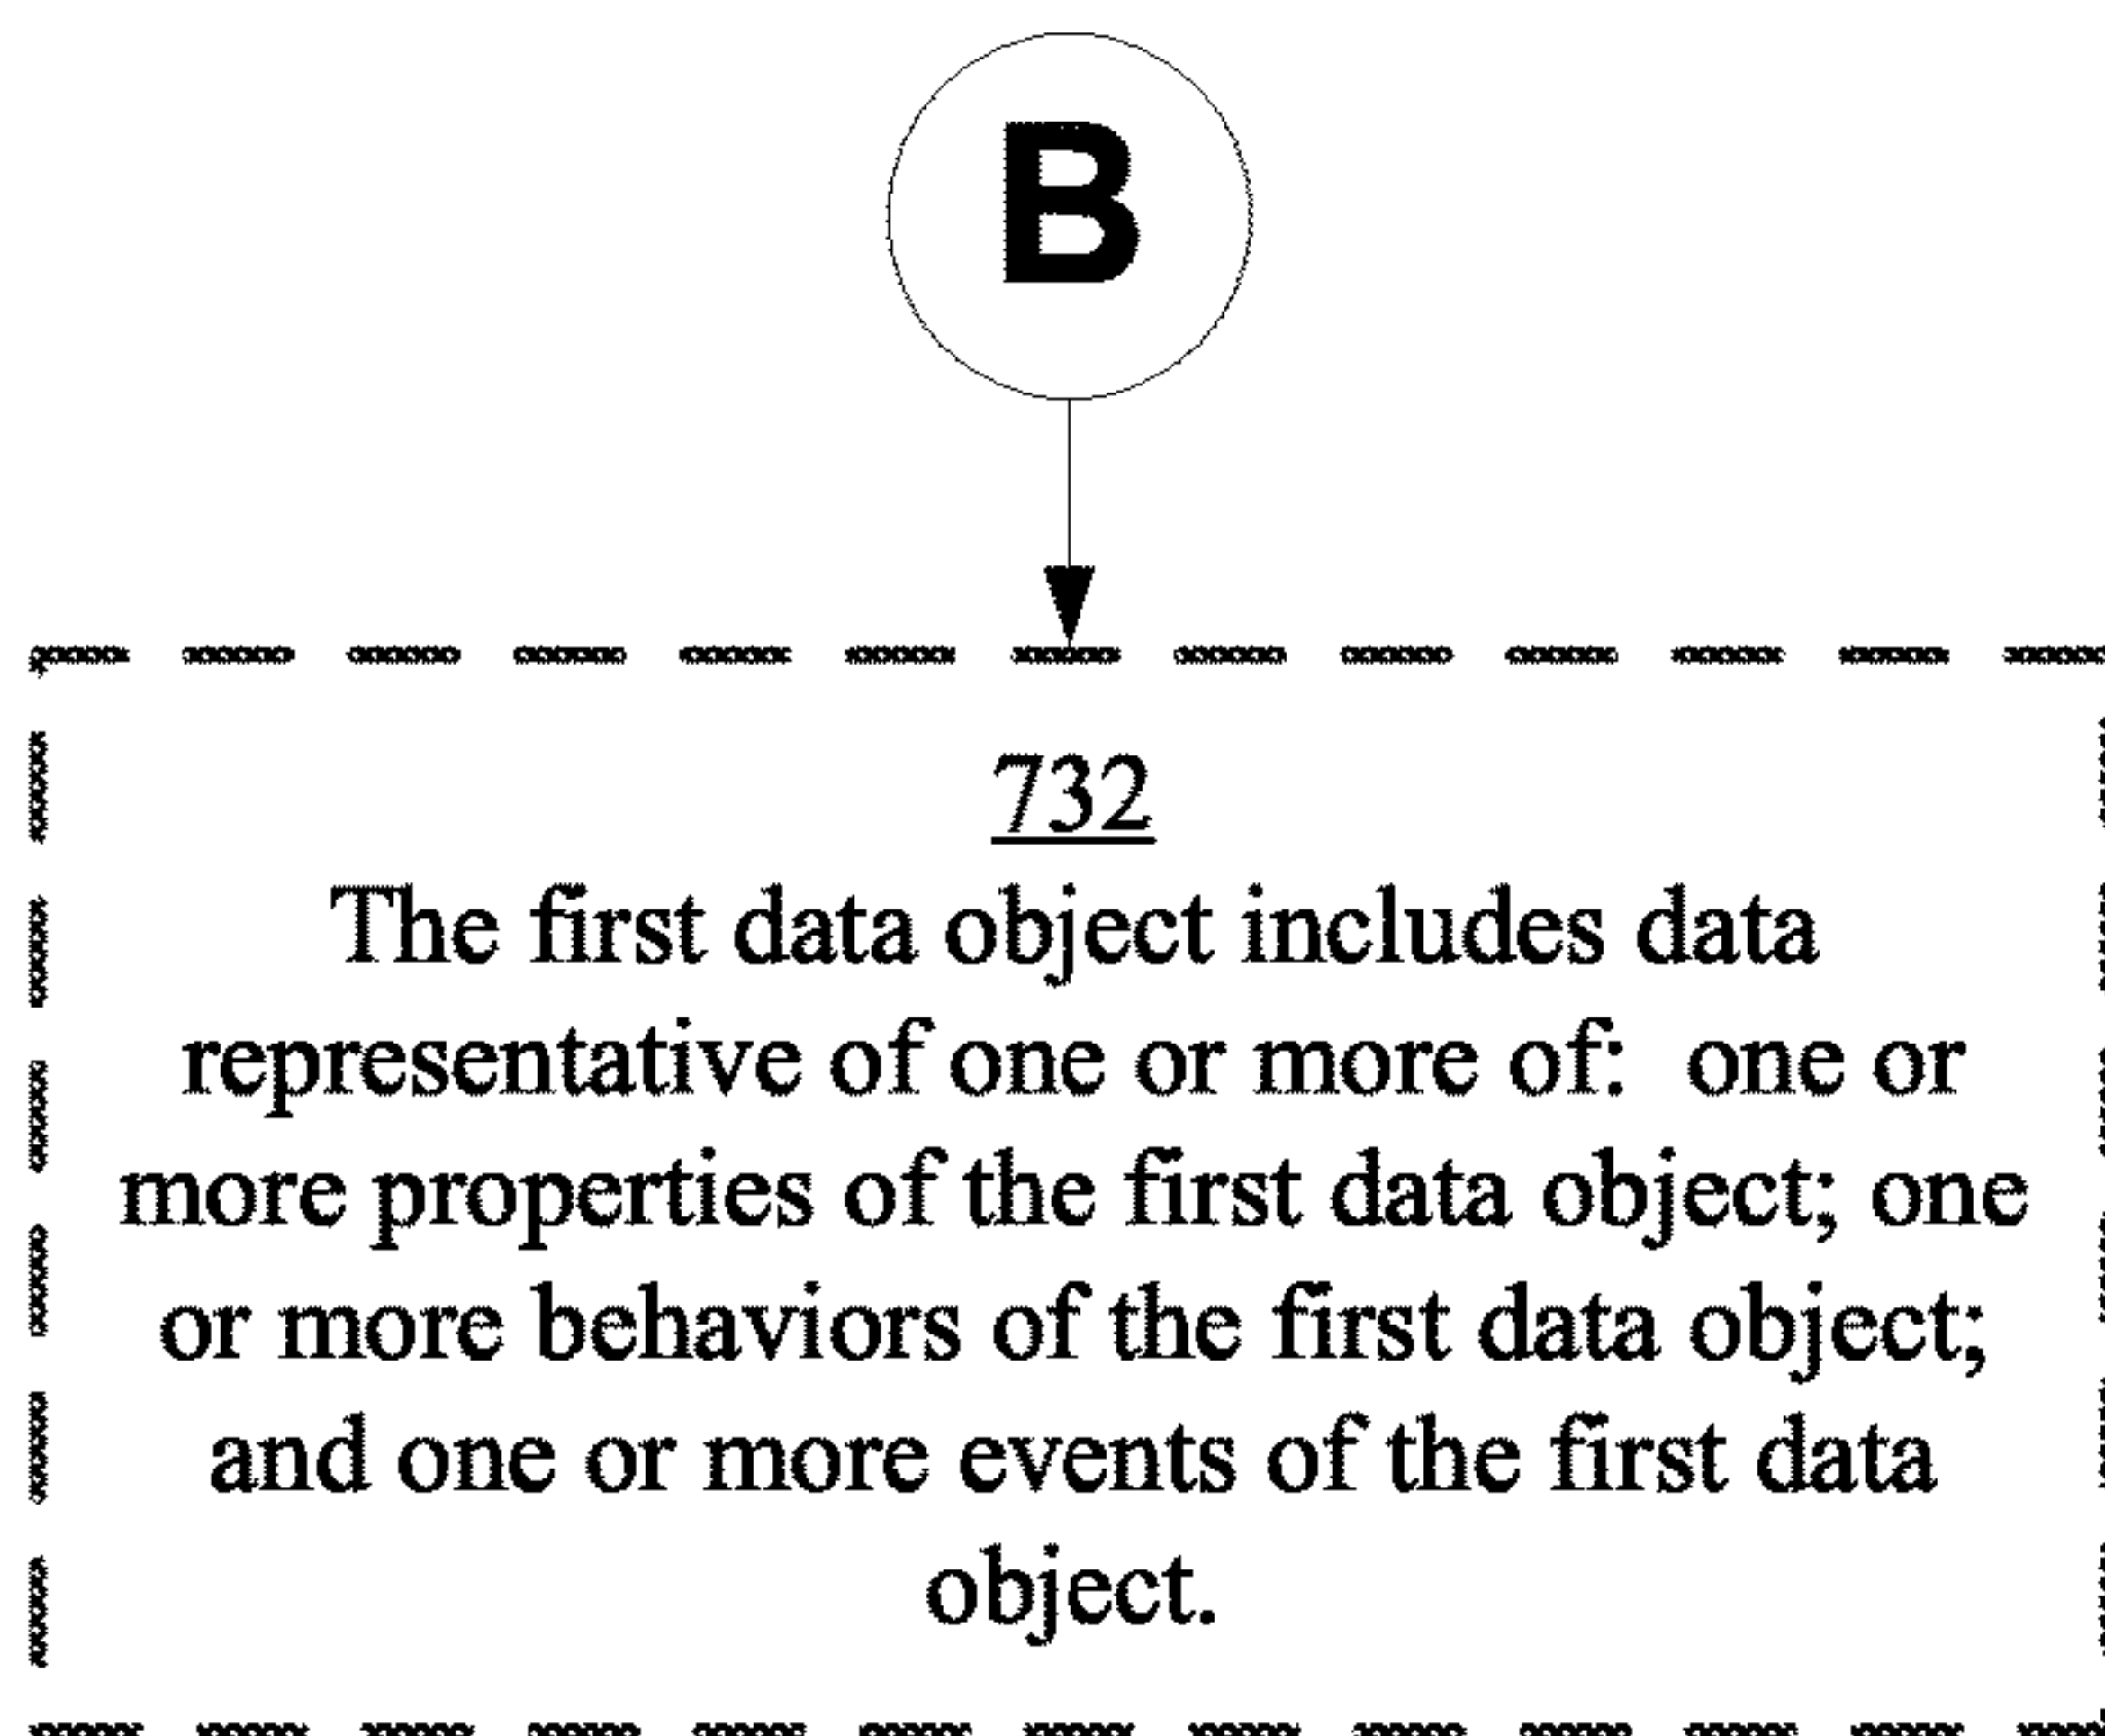 B
732
The first data object includes data
representative of one or more of:  one or
more properties of the first data object; one
or more behaviors of the first data object;
and one or more events of the first data
object.